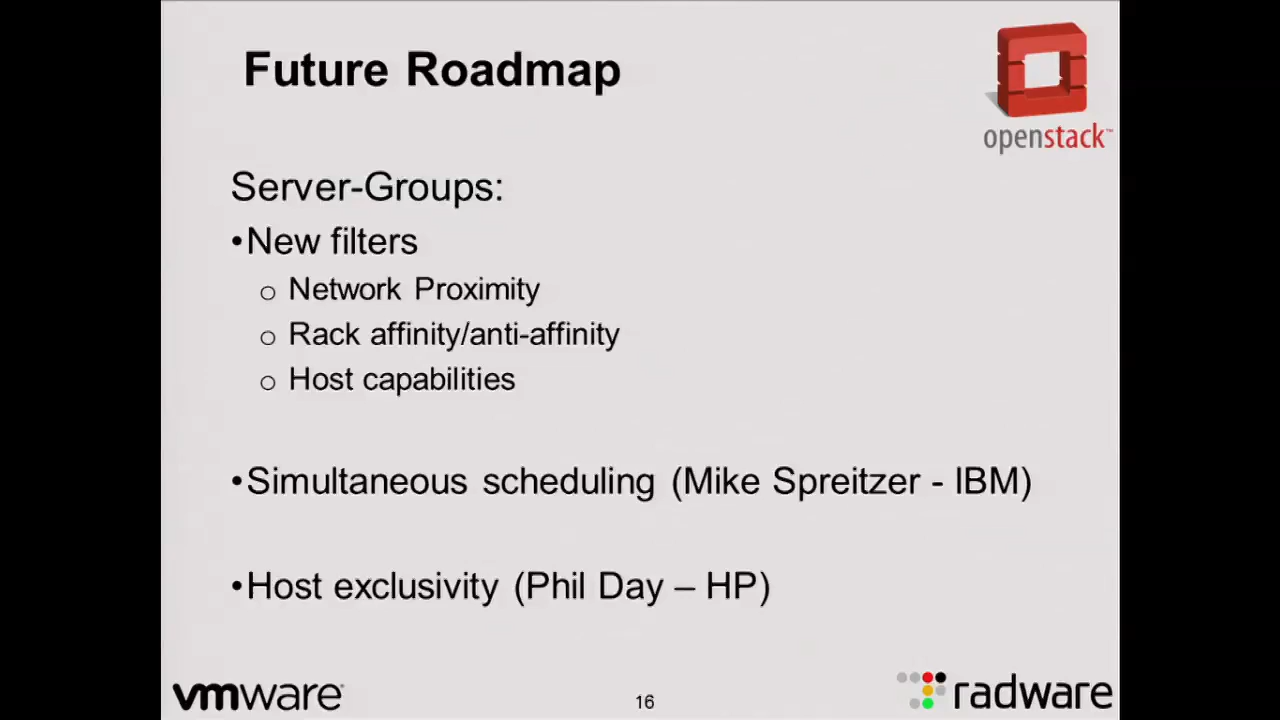 Future Roadmap
openstack™
Server-Groups:
•New filters
o Network Proximity
o Rack affinity/anti-affinity
o Host capabilities
•Simultaneous scheduling (Mike Spreitzer - IBM)
•Host exclusivity (Phil Day – HP)
vmware
16
radware